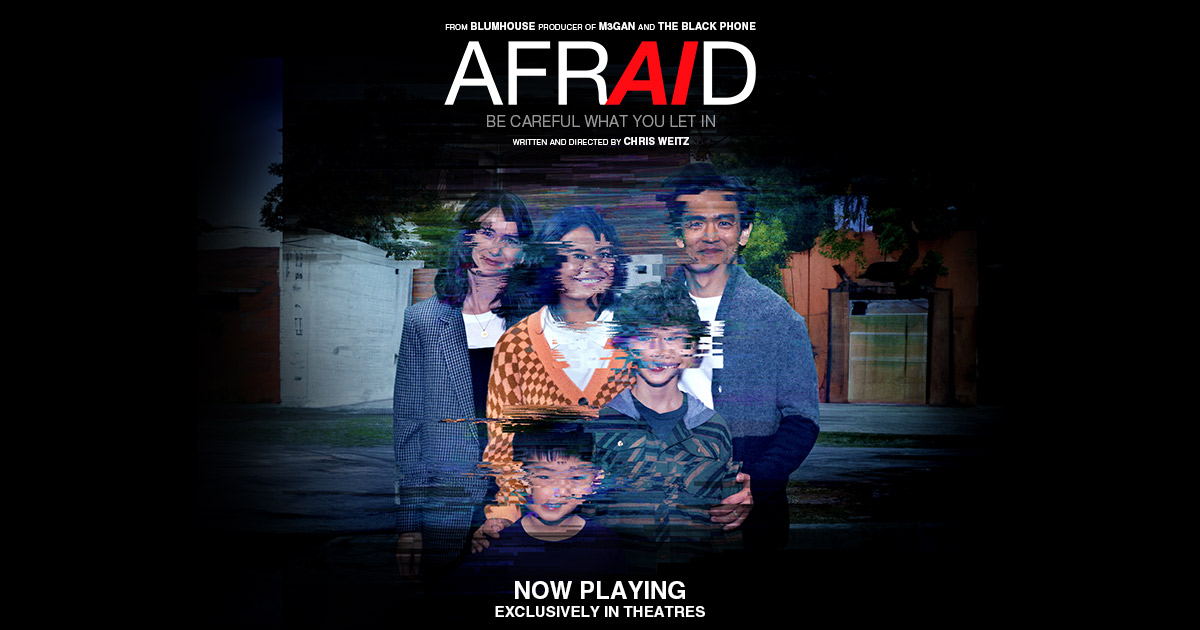 FROM BLUMHOUSE PRODUCER OF M3GAN AND THE BLACK PHONE
AFRAID
BE CAREFUL WHAT YOU LET IN
WRITTEN AND DIRECTED BY CHRIS WEITZ
NOW PLAYING
EXCLUSIVELY IN THEATRES